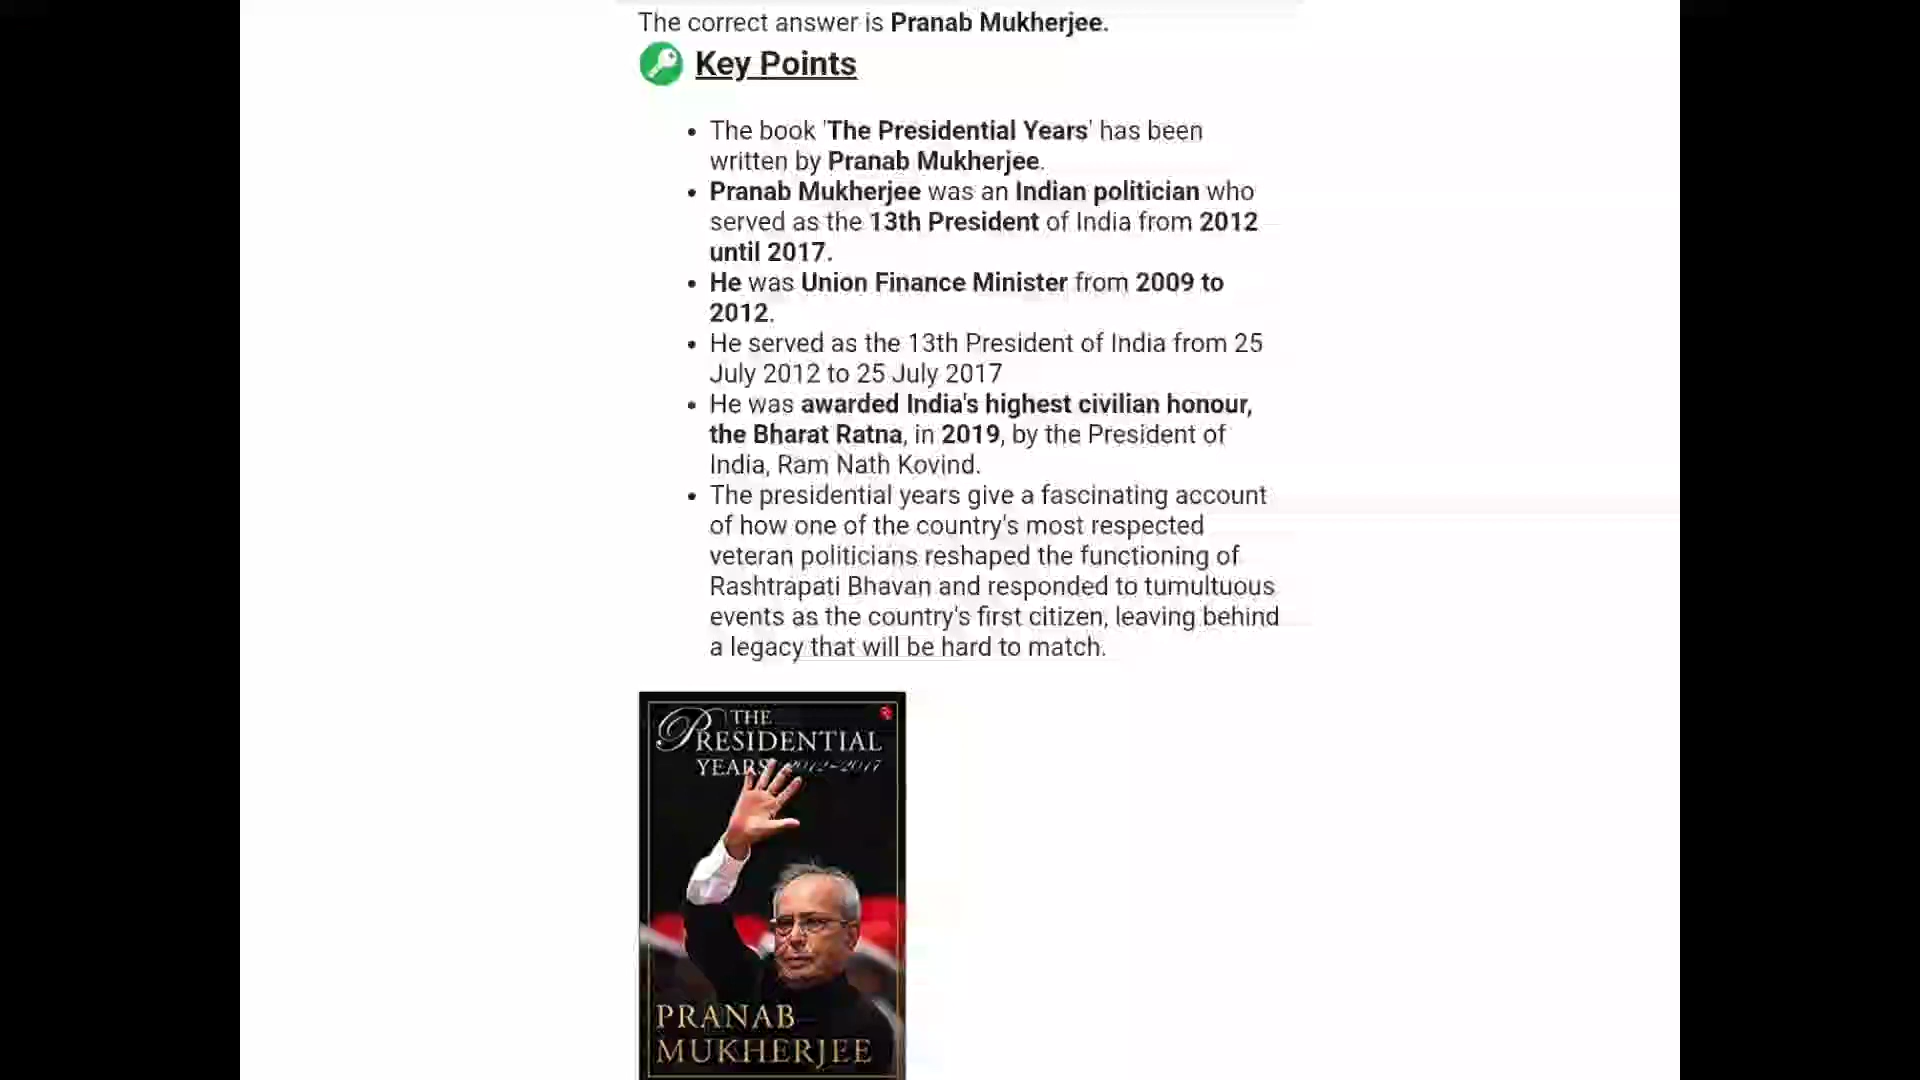 The correct answer is Pranab Mukherjee.
Key Points
• The book 'The Presidential Years' has been
written by Pranab Mukherjee.
• Pranab Mukherjee was an Indian politician who
served as the 13th President of India from 2012
until 2017.
• He was Union Finance Minister from 2009 to
2012.
• He served as the 13th President of India from 25
July 2012 to 25 July 2017
• He was awarded India's highest civilian honour,
the Bharat Ratna, in 2019, by the President of
India, Ram Nath Kovind.
• The presidential years give a fascinating account
of how one of the country's most respected
veteran politicians reshaped the functioning of
Rashtrapati Bhavan and responded to tumultuous
events as the country's first citizen, leaving behind
a legacy that will be hard to match.
THE
PRESIDENTIAL
YEARS 2012–2017
PRANAB
MUKHERJEE